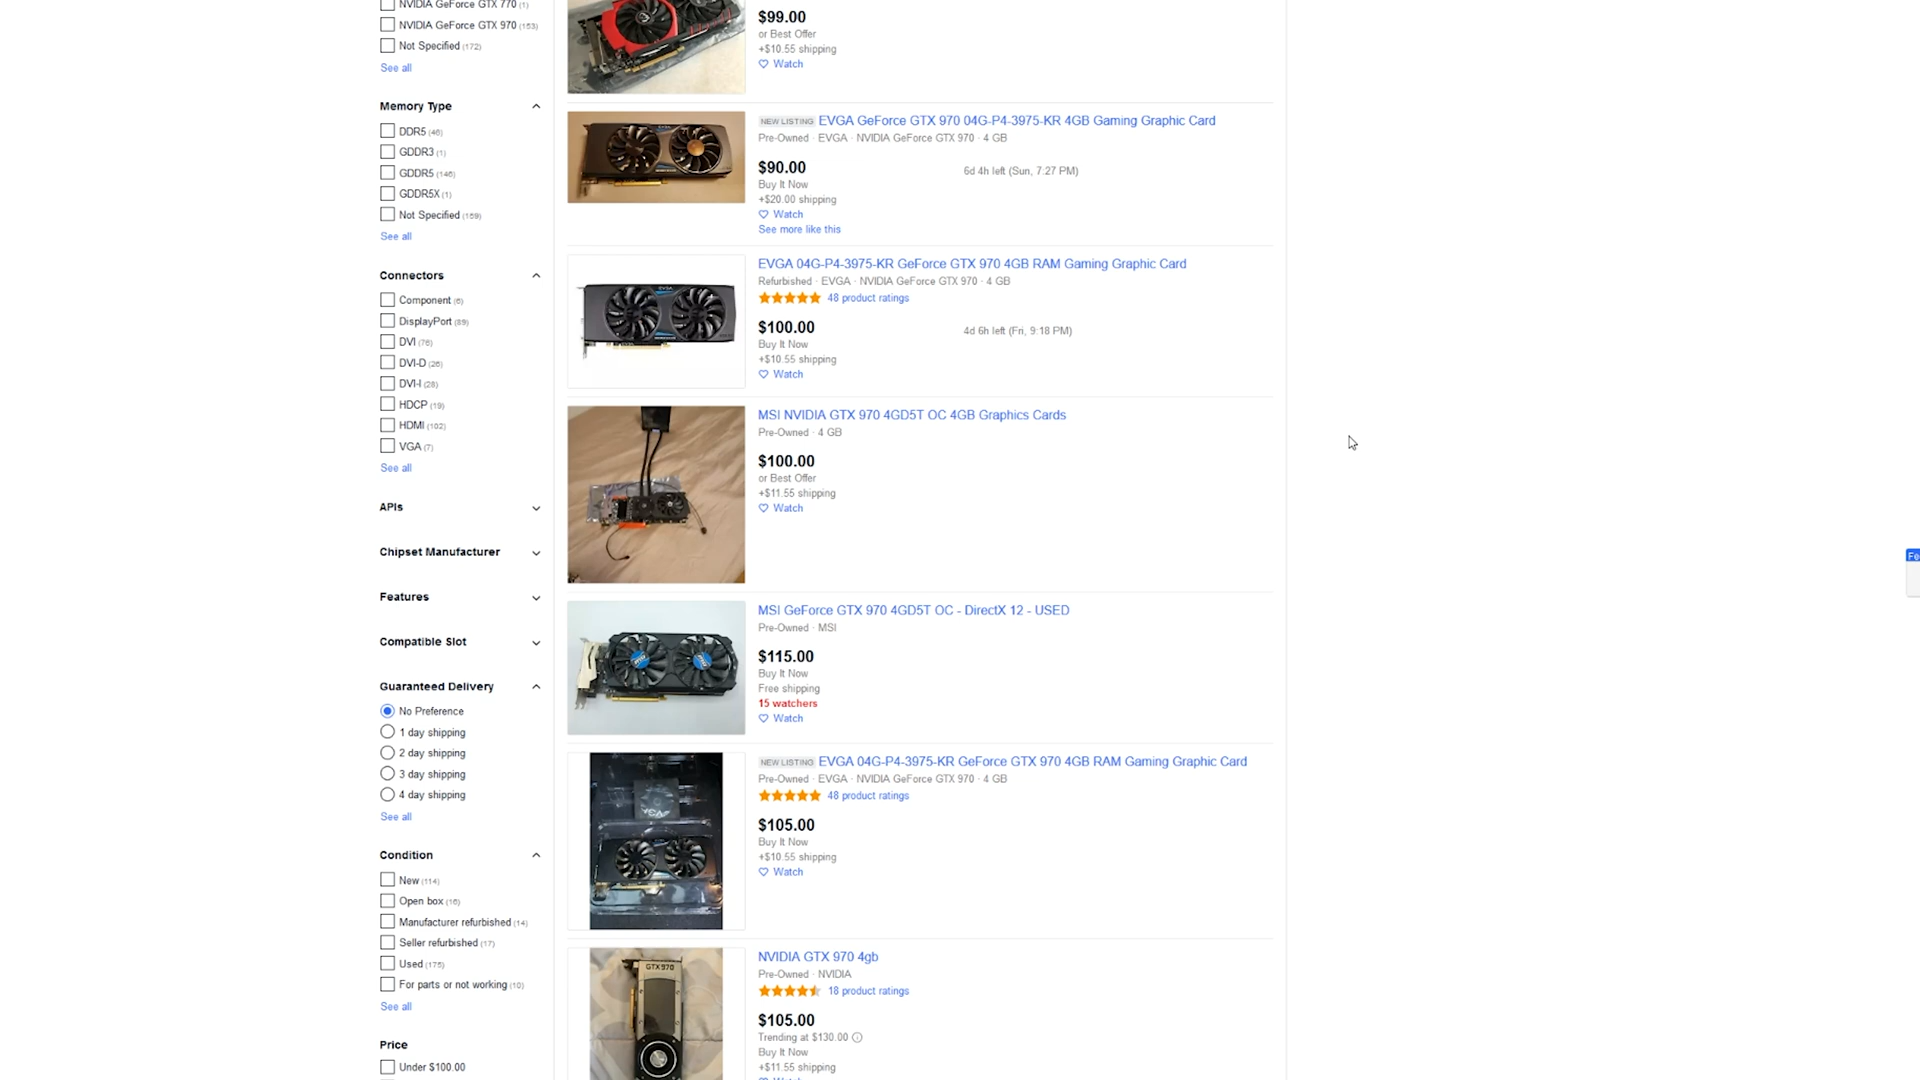 NVIDIA GeForce GTX 770 (1)
NVIDIA GeForce GTX 970 (153)
Not Specified (172)
See all
Memory Type
DDR5 (46)
GDDR3 (1)
GDDR5 (146)
GDDR5X (1)
Not Specified (159)
See all
Connectors
Component (6)
DisplayPort (89)
DVI (76)
DVI-D (26)
DVI-I (28)
HDCP (19)
HDMI (102)
VGA (7)
See all
APIs
Chipset Manufacturer
Features
Compatible Slot
Guaranteed Delivery
No Preference
1 day shipping
2 day shipping
3 day shipping
4 day shipping
See all
Condition
New (114)
Open box (16)
Manufacturer refurbished (14)
Seller refurbished (17)
Used (175)
For parts or not working (10)
See all
Price
Under $100.00
$99.00
or Best Offer
+$10.55 shipping
Watch
NEW LISTING EVGA GeForce GTX 970 04G-P4-3975-KR 4GB Gaming Graphic Card
Pre-Owned · EVGA · NVIDIA GeForce GTX 970 · 4 GB
$90.00
6d 4h left (Sun, 7:27 PM)
Buy It Now
+$20.00 shipping
Watch
See more like this
EVGA 04G-P4-3975-KR GeForce GTX 970 4GB RAM Gaming Graphic Card
Refurbished · EVGA · NVIDIA GeForce GTX 970 · 4 GB
48 product ratings
$100.00
4d 6h left (Fri, 9:18 PM)
Buy It Now
+$10.55 shipping
Watch
MSI NVIDIA GTX 970 4GD5T OC 4GB Graphics Cards
Pre-Owned · 4 GB
$100.00
or Best Offer
+$11.55 shipping
Watch
MSI GeForce GTX 970 4GD5T OC - DirectX 12 - USED
Pre-Owned · MSI
$115.00
Buy It Now
Free shipping
15 watchers
Watch
NEW LISTING EVGA 04G-P4-3975-KR GeForce GTX 970 4GB RAM Gaming Graphic Card
Pre-Owned · EVGA · NVIDIA GeForce GTX 970 · 4 GB
48 product ratings
$105.00
Buy It Now
+$10.55 shipping
Watch
EVGA
GTX 970
NVIDIA GTX 970 4gb
Pre-Owned · NVIDIA
18 product ratings
$105.00
Trending at $130.00
Buy It Now
+$11.55 shipping
Fe